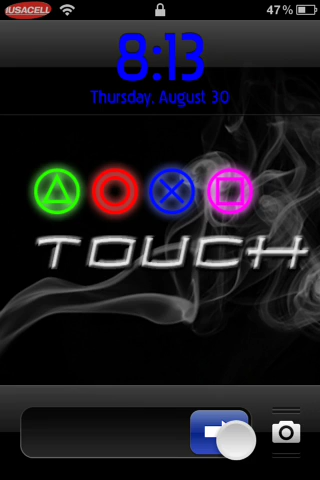 IUSACELL
47%
8:13
Thursday, August 30
TOUCH